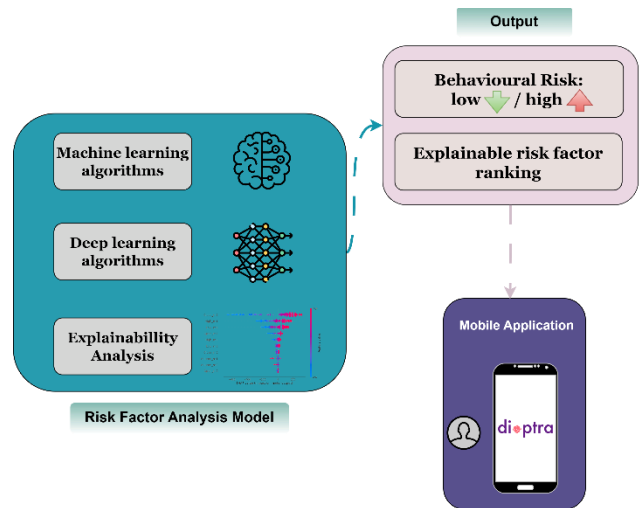 Output
Behavioural Risk:
low / high
Explainable risk factor
ranking
Machine learning
algorithms
Deep learning
algorithms
Explainabillity
Analysis
Risk Factor Analysis Model
Mobile Application
dioptra